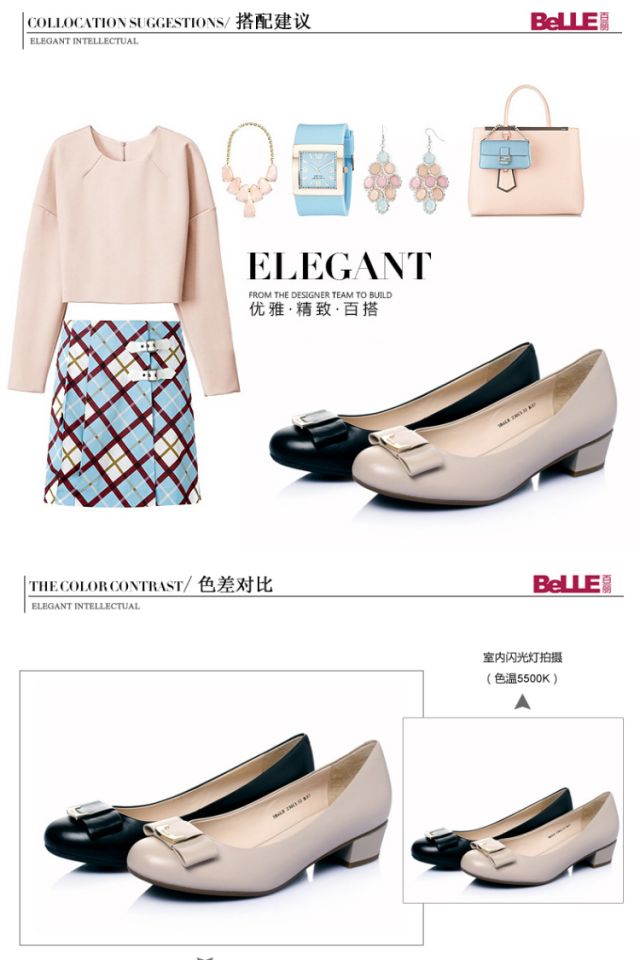 COLLOCATION SUGGESTIONS/ 搭配建议
BeLLE 百丽
ELEGANT INTELLECTUAL
ELEGANT
FROM THE DESIGNER TEAM TO BUILD
优雅·精致·百搭
THE COLOR CONTRAST/ 色差对比
BeLLE 百丽
ELEGANT INTELLECTUAL
室内闪光灯拍摄
（色温5500K）